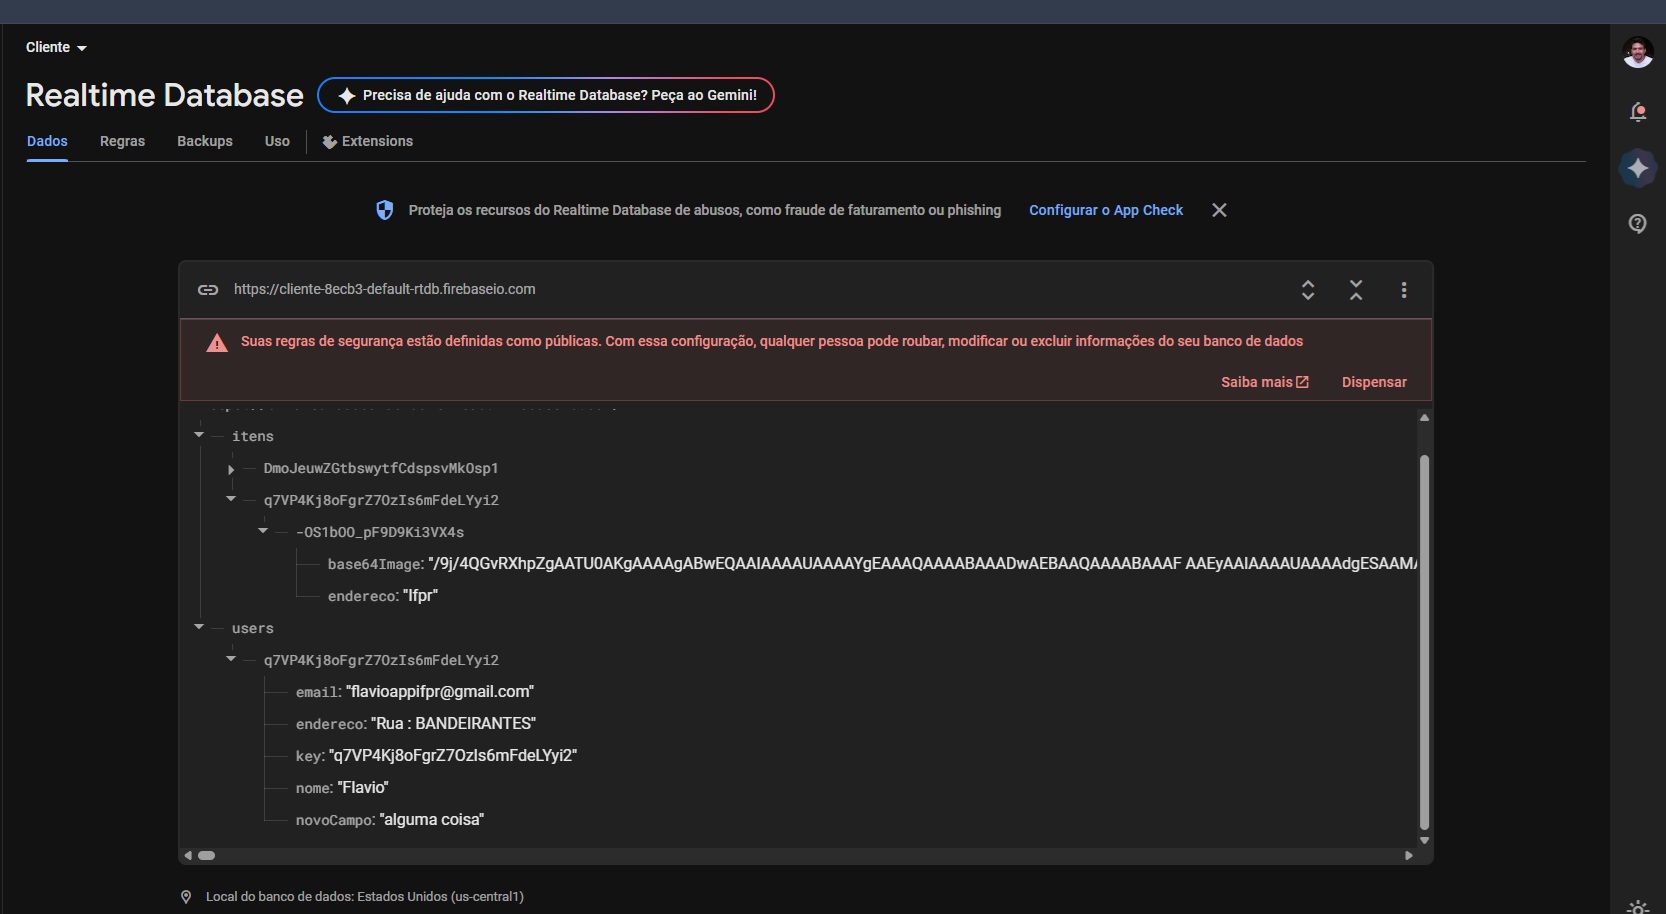 Cliente
Realtime Database
Precisa de ajuda com o Realtime Database? Peça ao Gemini!
Dados
Regras
Backups
Uso
Extensions
Proteja os recursos do Realtime Database de abusos, como fraude de faturamento ou phishing
Configurar o App Check
https://cliente-8ecb3-default-rtdb.firebaseio.com
Suas regras de segurança estão definidas como públicas. Com essa configuração, qualquer pessoa pode roubar, modificar ou excluir informações do seu banco de dados
Saiba mais
Dispensar
itens
DmoJeuwZGtbswytfCdspsvMkOsp1
q7VP4Kj8oFgrZ7OzIs6mFdeLYyi2
-OS1bOO_pF9D9Ki3VX4s
base64Image: "/9j/4QGvRXhpZgAATU0AKgAAAAgABwEQAAIAAAAUAAAAYgEAAAQAAAABAAADwAEBAAQAAAABAAAF AAEyAAIAAAAUAAAAdgESAAMA
endereco: "Ifpr"
users
q7VP4Kj8oFgrZ7OzIs6mFdeLYyi2
email: "flavioappifpr@gmail.com"
endereco: "Rua : BANDEIRANTES"
key: "q7VP4Kj8oFgrZ7OzIs6mFdeLYyi2"
nome: "Flavio"
novoCampo: "alguma coisa"
Local do banco de dados: Estados Unidos (us-central1)